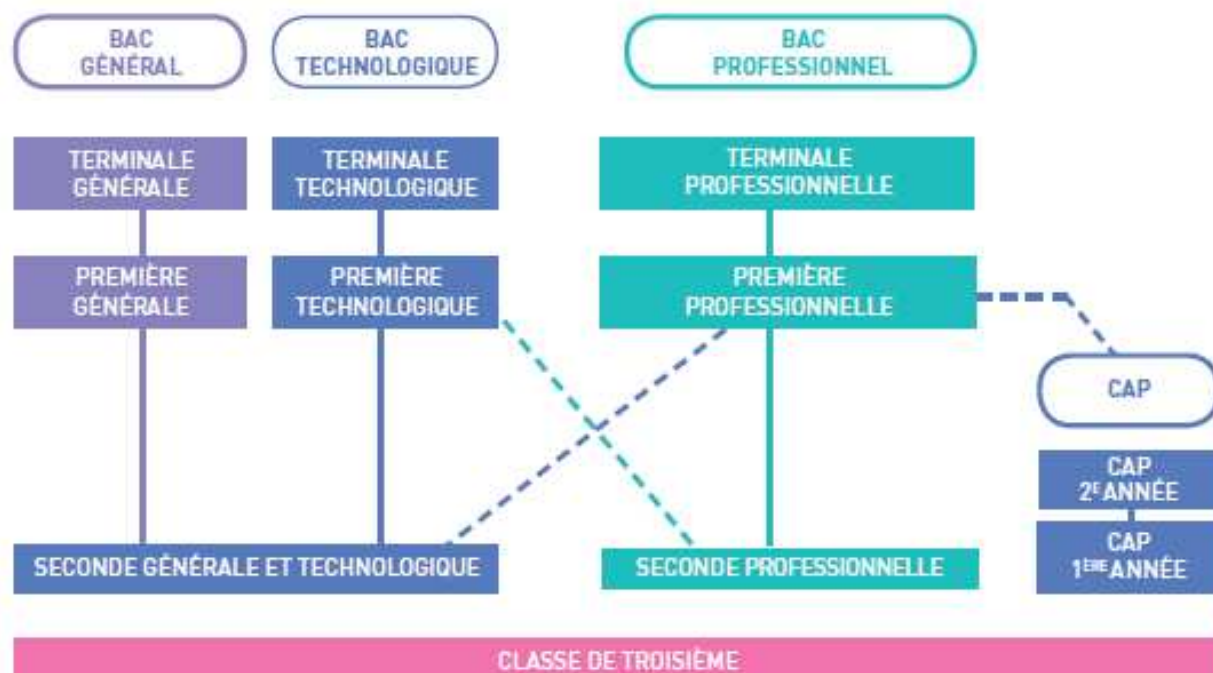 BAC
GÉNÉRAL
BAC
TECHNOLOGIQUE
BAC
PROFESSIONNEL
TERMINALE
GÉNÉRALE
TERMINALE
TECHNOLOGIQUE
TERMINALE
PROFESSIONNELLE
PREMIÈRE
GÉNÉRALE
PREMIÈRE
TECHNOLOGIQUE
PREMIÈRE
PROFESSIONNELLE
CAP
CAP
2E ANNÉE
CAP
1ÈRE ANNÉE
SECONDE GÉNÉRALE ET TECHNOLOGIQUE
SECONDE PROFESSIONNELLE
CLASSE DE TROISIÈME